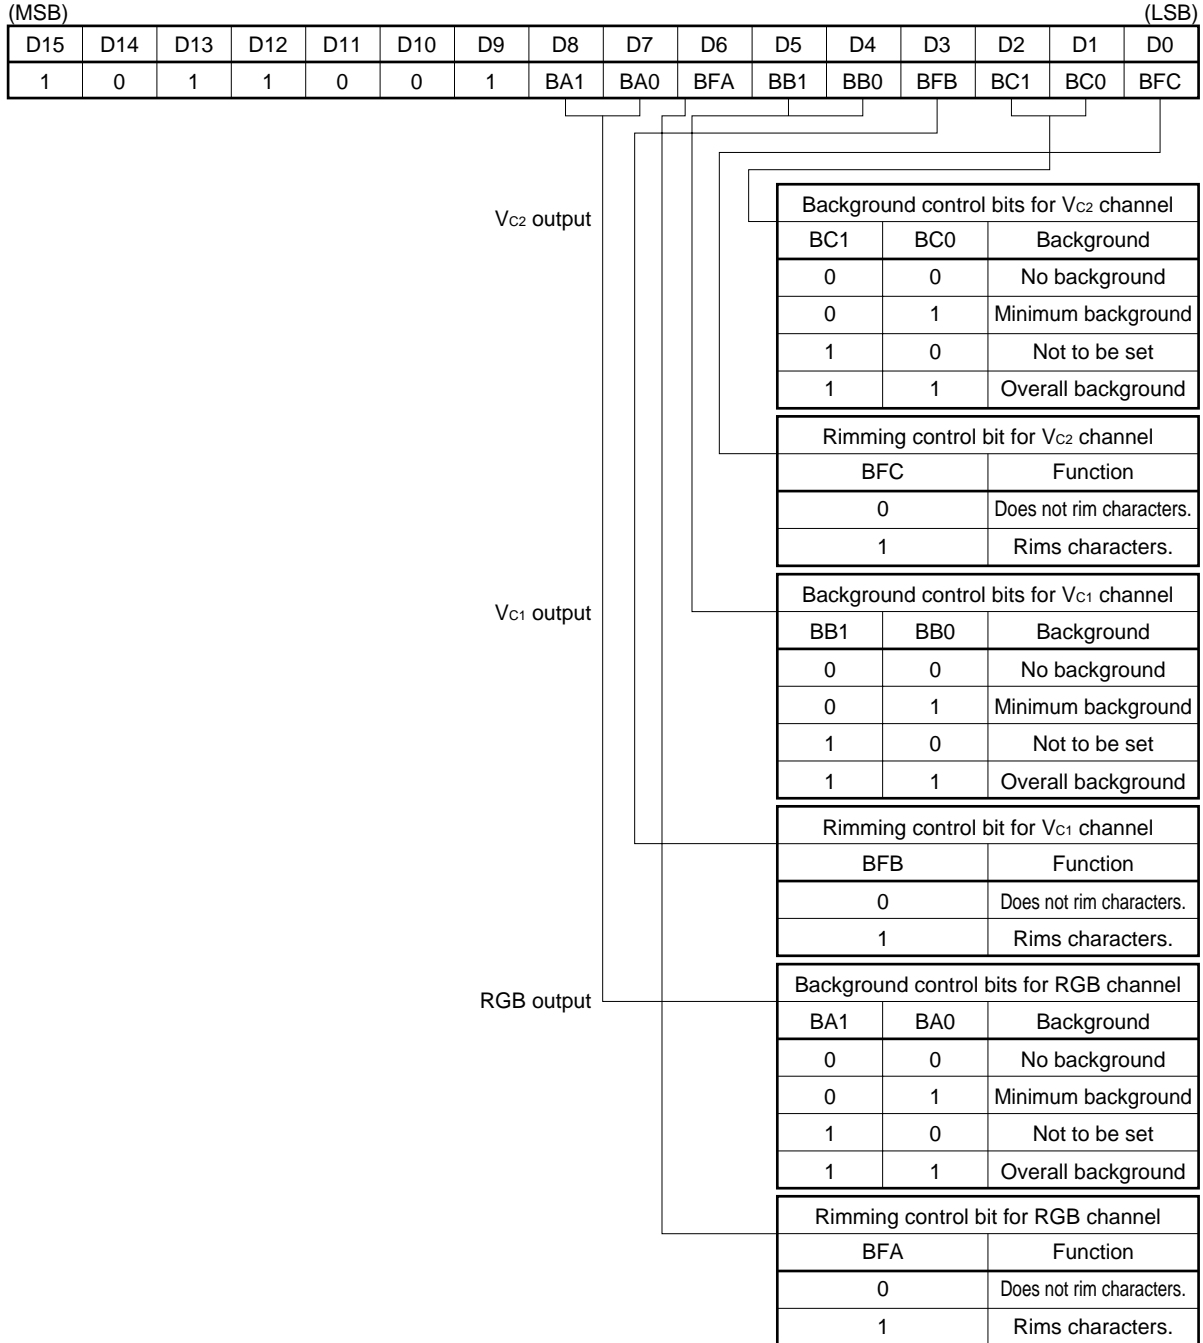 (MSB) (LSB)
D15 D14 D13 D12 D11 D10 D9 D8 D7 D6 D5 D4 D3 D2 D1 D0
1 0 1 1 0 0 1 BA1 BA0 BFA BB1 BB0 BFB BC1 BC0 BFC
VC2 output
Background control bits for VC2 channel
BC1 BC0 Background
0 0 No background
0 1 Minimum background
1 0 Not to be set
1 1 Overall background
Rimming control bit for VC2 channel
BFC Function
0 Does not rim characters.
1 Rims characters.
VC1 output
Background control bits for VC1 channel
BB1 BB0 Background
0 0 No background
0 1 Minimum background
1 0 Not to be set
1 1 Overall background
Rimming control bit for VC1 channel
BFB Function
0 Does not rim characters.
1 Rims characters.
RGB output
Background control bits for RGB channel
BA1 BA0 Background
0 0 No background
0 1 Minimum background
1 0 Not to be set
1 1 Overall background
Rimming control bit for RGB channel
BFA Function
0 Does not rim characters.
1 Rims characters.